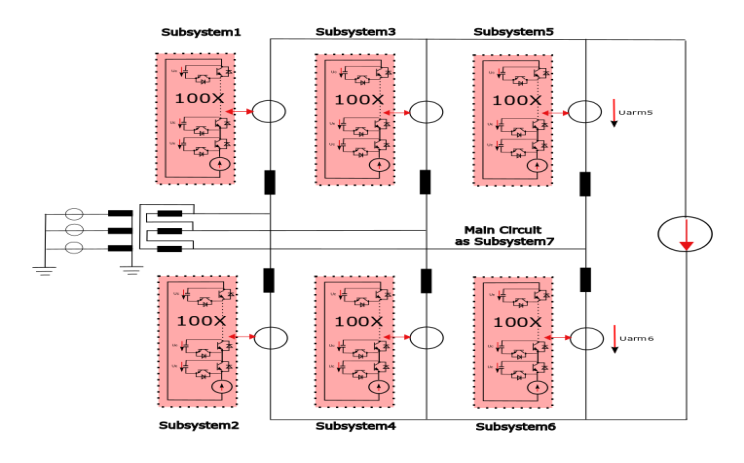 Subsystem1
Subsystem3
Subsystem5
100X
100X
100X
Uarm5
Main Circuit
as Subsystem7
100X
100X
100X
Uarm6
Subsystem2
Subsystem4
Subsystem6